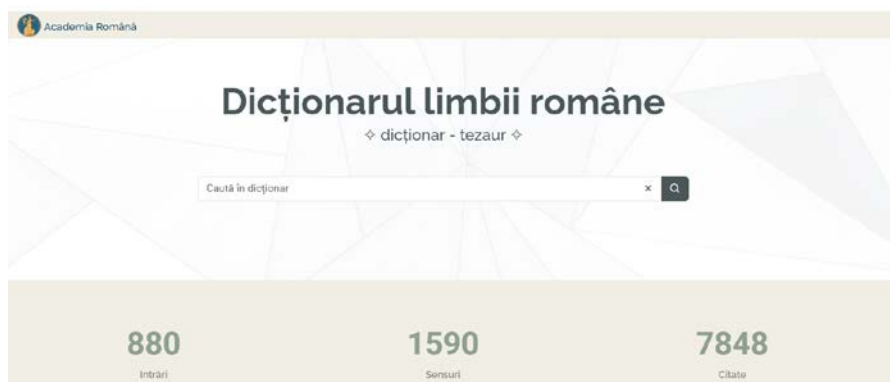 Academia Română
Dicționarul limbii române
✧ dicționar - tezaur ✧
Caută în dicționar
880
1590
7848
Intrări
Sensuri
Citate